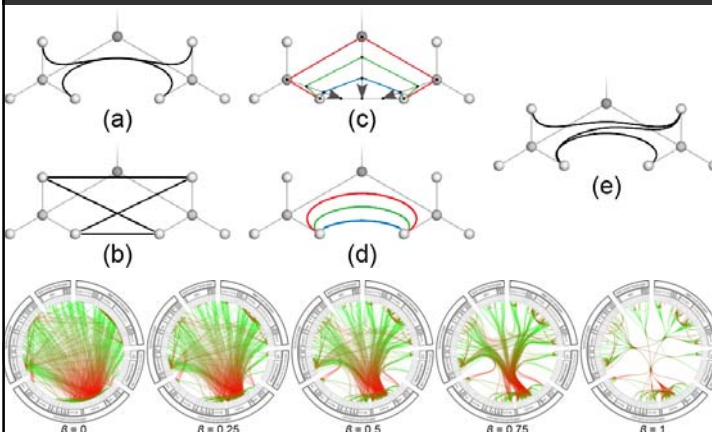 (a)
(c)
(e)
(b)
(d)
β = 0
β = 0.25
β = 0.5
β = 0.75
β = 1